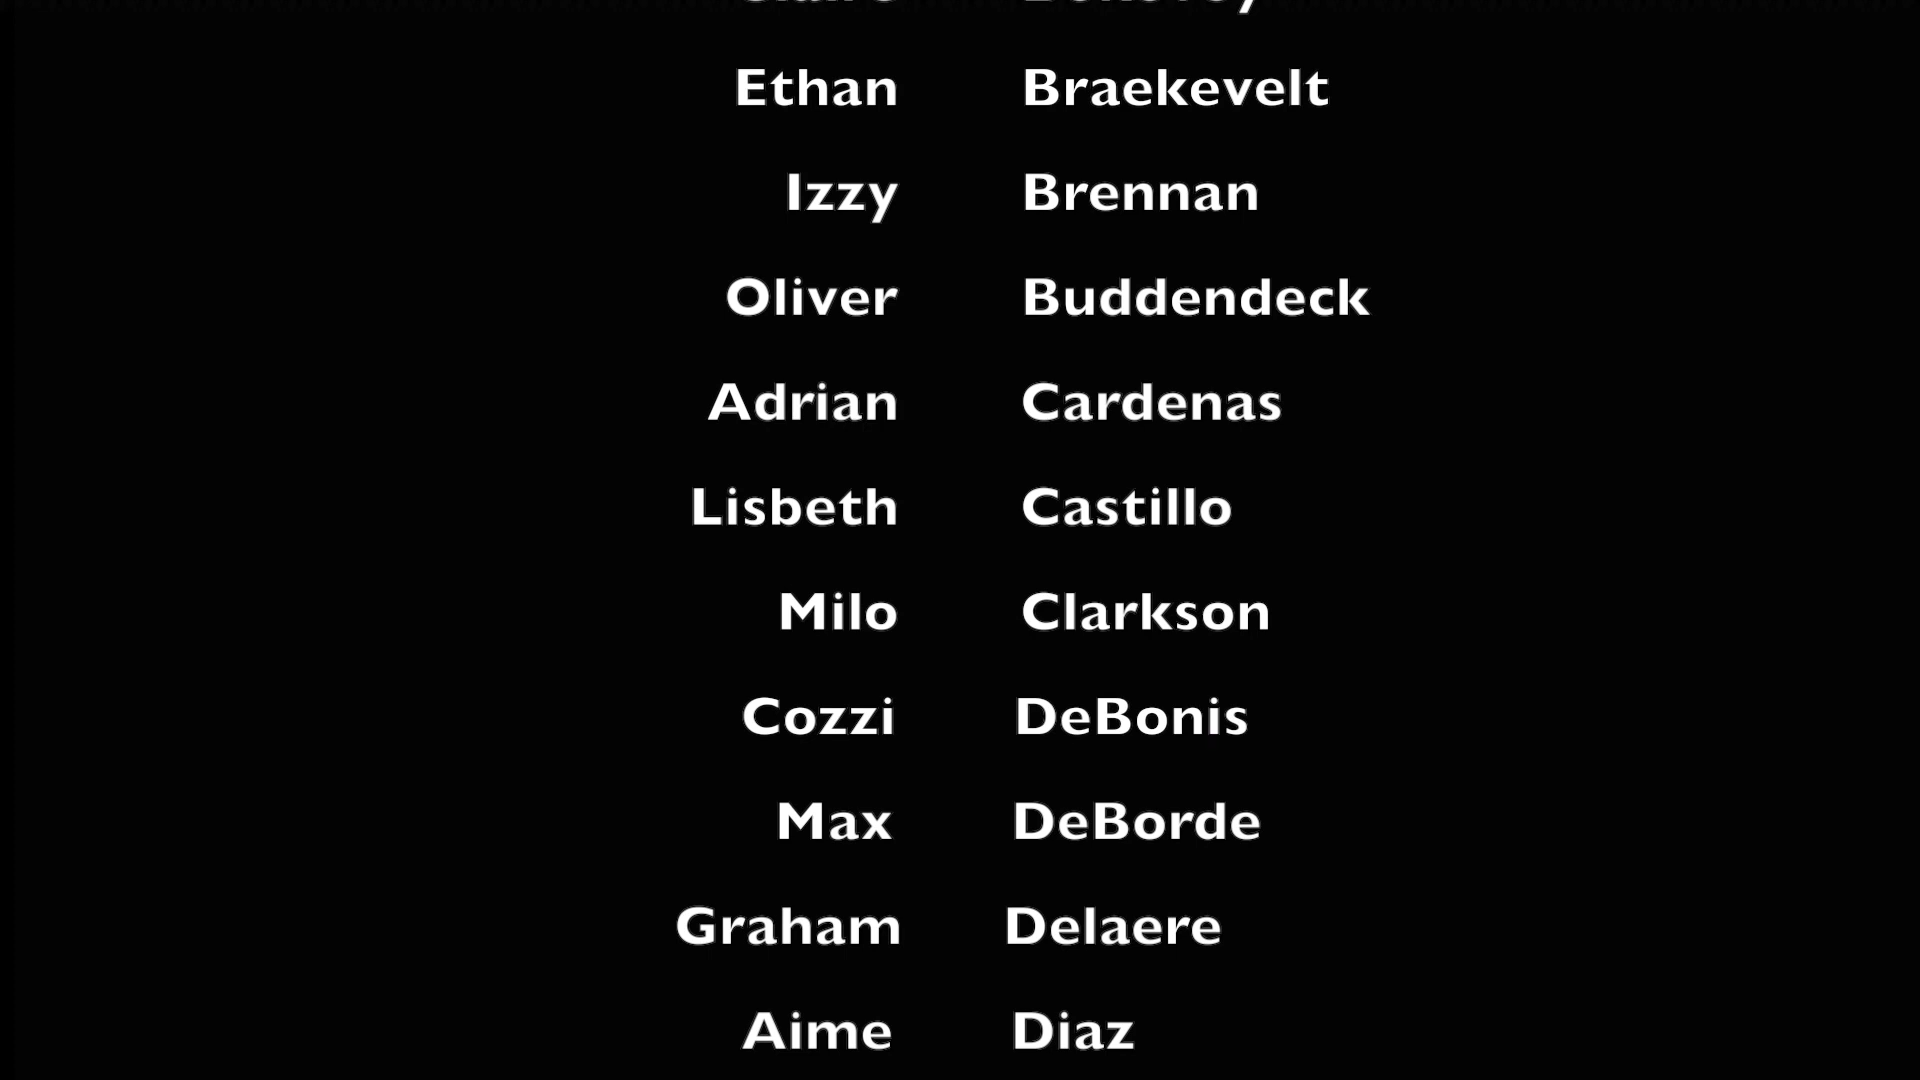 Ethan Braekevelt
Izzy Brennan
Oliver Buddendeck
Adrian Cardenas
Lisbeth Castillo
Milo Clarkson
Cozzi DeBonis
Max DeBorde
Graham Delaere
Aime Diaz